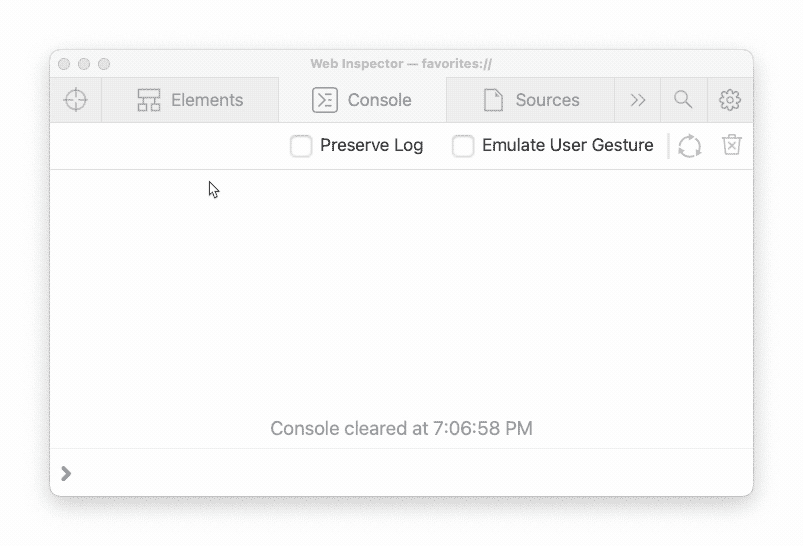 Web Inspector — favorites://
Elements Console Sources
Preserve Log Emulate User Gesture
Console cleared at 7:06:58 PM